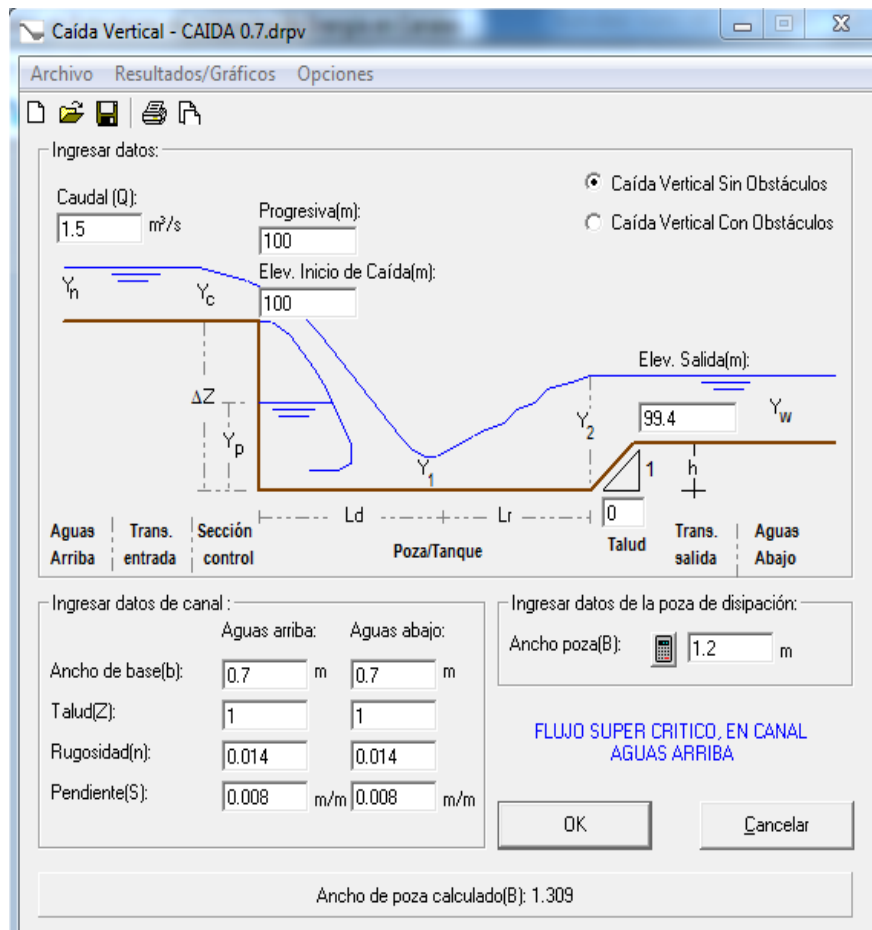 Caída Vertical - CAIDA 0.7.drpv
Archivo Resultados/Gráficos Opciones
Ingresar datos:
Caudal (Q):
1.5 m³/s
Progresiva(m):
100
Elev. Inicio de Caída(m):
100
Caída Vertical Sin Obstáculos
Caída Vertical Con Obstáculos
Yn
Yc
ΔZ
Yp
Y1
Y2
Elev. Salida(m):
99.4
Yw
1
h
0
Talud
Ld
Lr
Aguas Arriba
Trans. entrada
Sección control
Poza/Tanque
Trans. salida
Aguas Abajo
Ingresar datos de canal :
Aguas arriba: Aguas abajo:
Ancho de base(b): 0.7 m 0.7 m
Talud(Z): 1 1
Rugosidad(n): 0.014 0.014
Pendiente(S): 0.008 m/m 0.008 m/m
Ingresar datos de la poza de disipación:
Ancho poza(B): 1.2 m
FLUJO SUPER CRITICO, EN CANAL
AGUAS ARRIBA
OK Cancelar
Ancho de poza calculado(B): 1.309